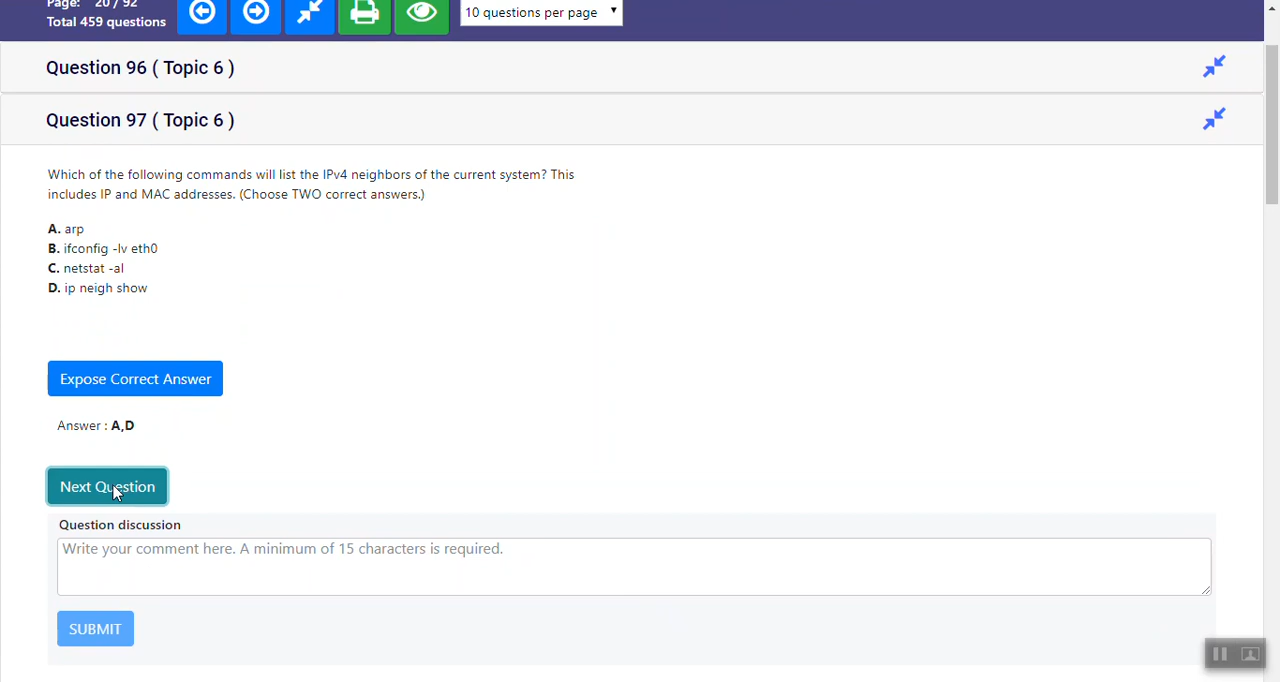 Page: 20 / 92
Total 459 questions
10 questions per page
Question 96 ( Topic 6 )
Question 97 ( Topic 6 )
Which of the following commands will list the IPv4 neighbors of the current system? This
includes IP and MAC addresses. (Choose TWO correct answers.)
A. arp
B. ifconfig -lv eth0
C. netstat -al
D. ip neigh show
Expose Correct Answer
Answer : A,D
Next Question
Question discussion
Write your comment here. A minimum of 15 characters is required.
SUBMIT